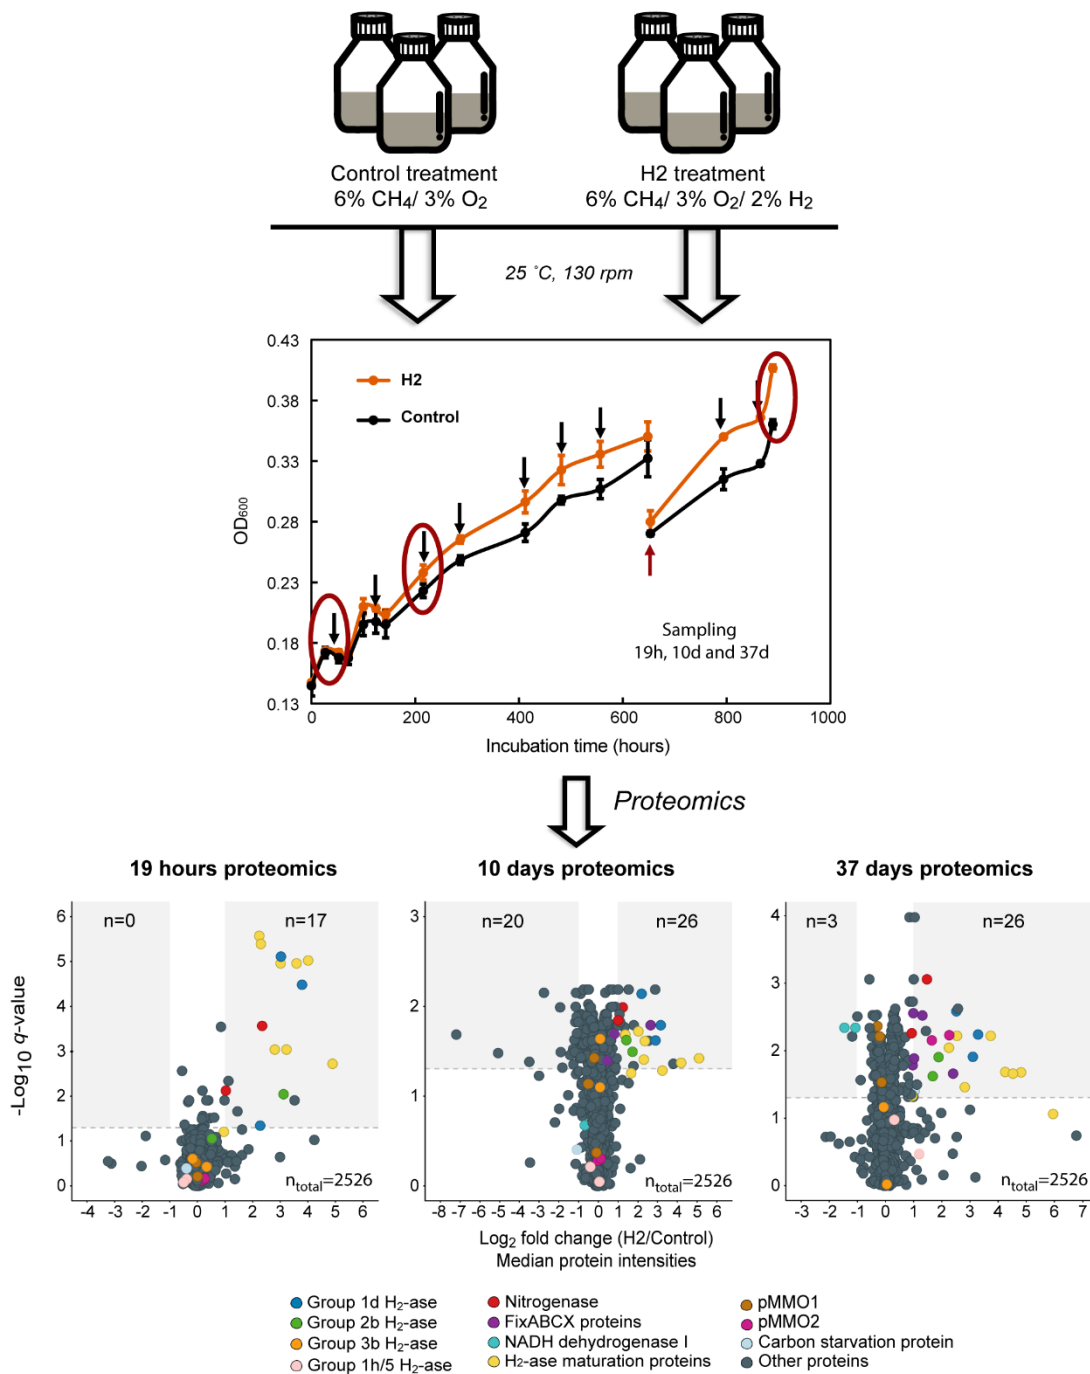 Control treatment
6% CH4/ 3% O2
H2 treatment
6% CH4/ 3% O2/ 2% H2
25 ˚C, 130 rpm
0.43
0.38
0.33
0.28
0.23
0.18
0.13
OD600
H2
Control
Sampling
19h, 10d and 37d
0 200 400 600 800 1000
Incubation time (hours)
Proteomics
19 hours proteomics
10 days proteomics
37 days proteomics
-Log10 q-value
6
5
4
3
2
1
0
n=0
n=17
ntotal=2526
-4 -3 -2 -1 0 1 2 3 4 5 6
3
2
1
0
n=20
n=26
ntotal=2526
-8 -7 -6 -5 -4 -3 -2 -1 0 1 2 3 4 5 6
4
3
2
1
0
n=3
n=26
ntotal=2526
-3 -2 -1 0 1 2 3 4 5 6 7
Log2 fold change (H2/Control)
Median protein intensities
Group 1d H2-ase
Group 2b H2-ase
Group 3b H2-ase
Group 1h/5 H2-ase
Nitrogenase
FixABCX proteins
NADH dehydrogenase I
H2-ase maturation proteins
pMMO1
pMMO2
Carbon starvation protein
Other proteins